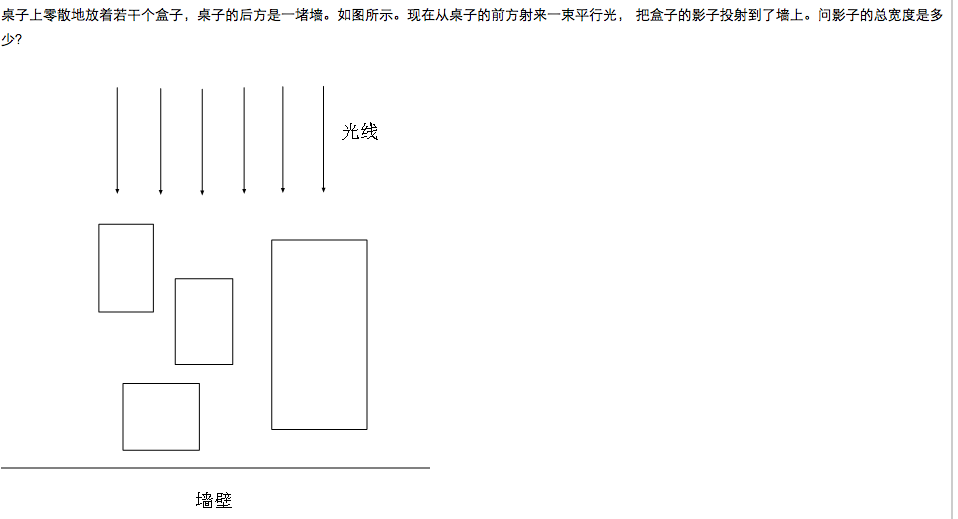 桌子上零散地放着若干个盒子，桌子的后方是一堵墙。如图所示。现在从桌子的前方射来一束平行光， 把盒子的影子投射到了墙上。问影子的总宽度是多
少?
光线
墙壁